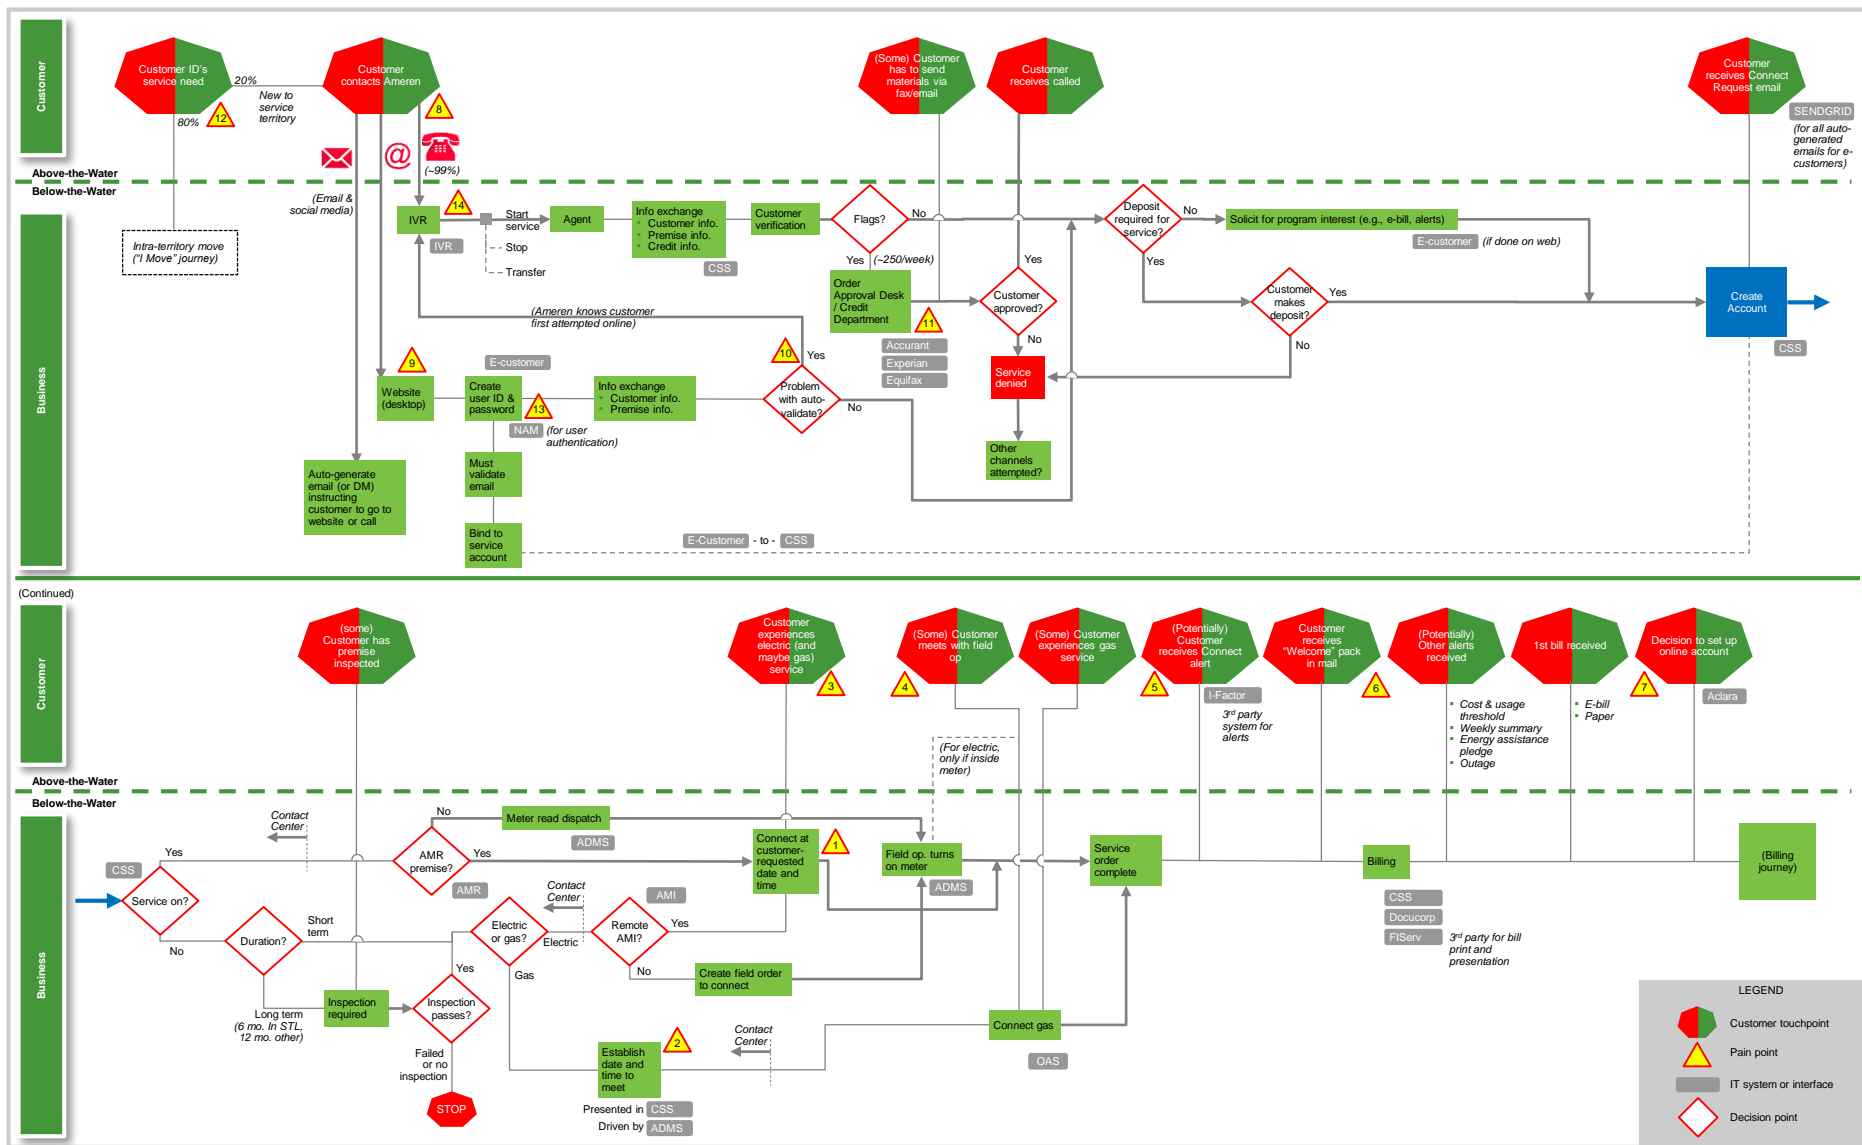 Customer
Customer ID's
service need
12
20%
New to
service
territory
80%
Customer
contacts Ameren
8
(~99%)
(Email &
social media)
(Some) Customer
has to send
materials via
fax/email
Customer
receives called
Customer
receives Connect
Request email
SENDGRID
(for all auto-
generated
emails for e-
customers)
Above-the-Water
Below-the-Water
Business
Intra-territory move
("I Move" journey)
IVR
14
IVR
Start
service
Stop
Transfer
Agent
Info exchange
Customer info.
Premise info.
Credit info.
CSS
Customer
verification
Flags?
No
Yes
(~250/week)
Order
Approval Desk
/ Credit
Department
11
Accurant
Experian
Equifax
Customer
approved?
Yes
No
Service
denied
Other
channels
attempted?
Deposit
required for
service?
No
Yes
Solicit for program interest (e.g., e-bill, alerts)
E-customer
(if done on web)
Customer
makes
deposit?
Yes
No
Create
Account
CSS
(Ameren knows customer
first attempted online)
9
Website
(desktop)
E-customer
Create
user ID &
password
13
NAM
(for user
authentication)
Info exchange
Customer info.
Premise info.
10
Yes
Problem
with auto-
validate?
No
Auto-generate
email (or DM)
instructing
customer to go to
website or call
Must
validate
email
Bind to
service
account
E-Customer
- to -
CSS
(Continued)
Customer
(some)
Customer has
premise
inspected
Customer
experiences
electric (and
maybe gas)
service
3
(Some) Customer
meets with field
op
4
(Some) Customer
experiences gas
service
(Potentially)
Customer
receives Connect
alert
5
I-Factor
3rd party
system for
alerts
Customer
receives
"Welcome" pack
in mail
6
(Potentially)
Other alerts
received
Cost & usage
threshold
Weekly summary
Energy assistance
pledge
Outage
1st bill received
E-bill
Paper
Decision to set up
online account
7
Aclara
(For electric,
only if inside
meter)
Above-the-Water
Below-the-Water
Business
CSS
Yes
Service on?
No
Contact
Center
Duration?
Short
term
Long term
(6 mo. In STL,
12 mo. other)
Inspection
required
No
AMR
premise?
Yes
AMR
Meter read dispatch
ADMS
Yes
Inspection
passes?
Failed
or no
inspection
STOP
Electric
or gas?
Electric
Gas
Contact
Center
Remote
AMI?
AMI
Yes
No
Create field order
to connect
Connect at
customer-
requested
date and
time
1
Field op. turns
on meter
ADMS
Service
order
complete
Establish
date and
time to
meet
2
Presented in
CSS
Driven by
ADMS
Contact
Center
Connect gas
OAS
Billing
CSS
Docucorp
FIServ
3rd party for bill
print and
presentation
(Billing
journey)
LEGEND
Customer touchpoint
Pain point
IT system or interface
Decision point